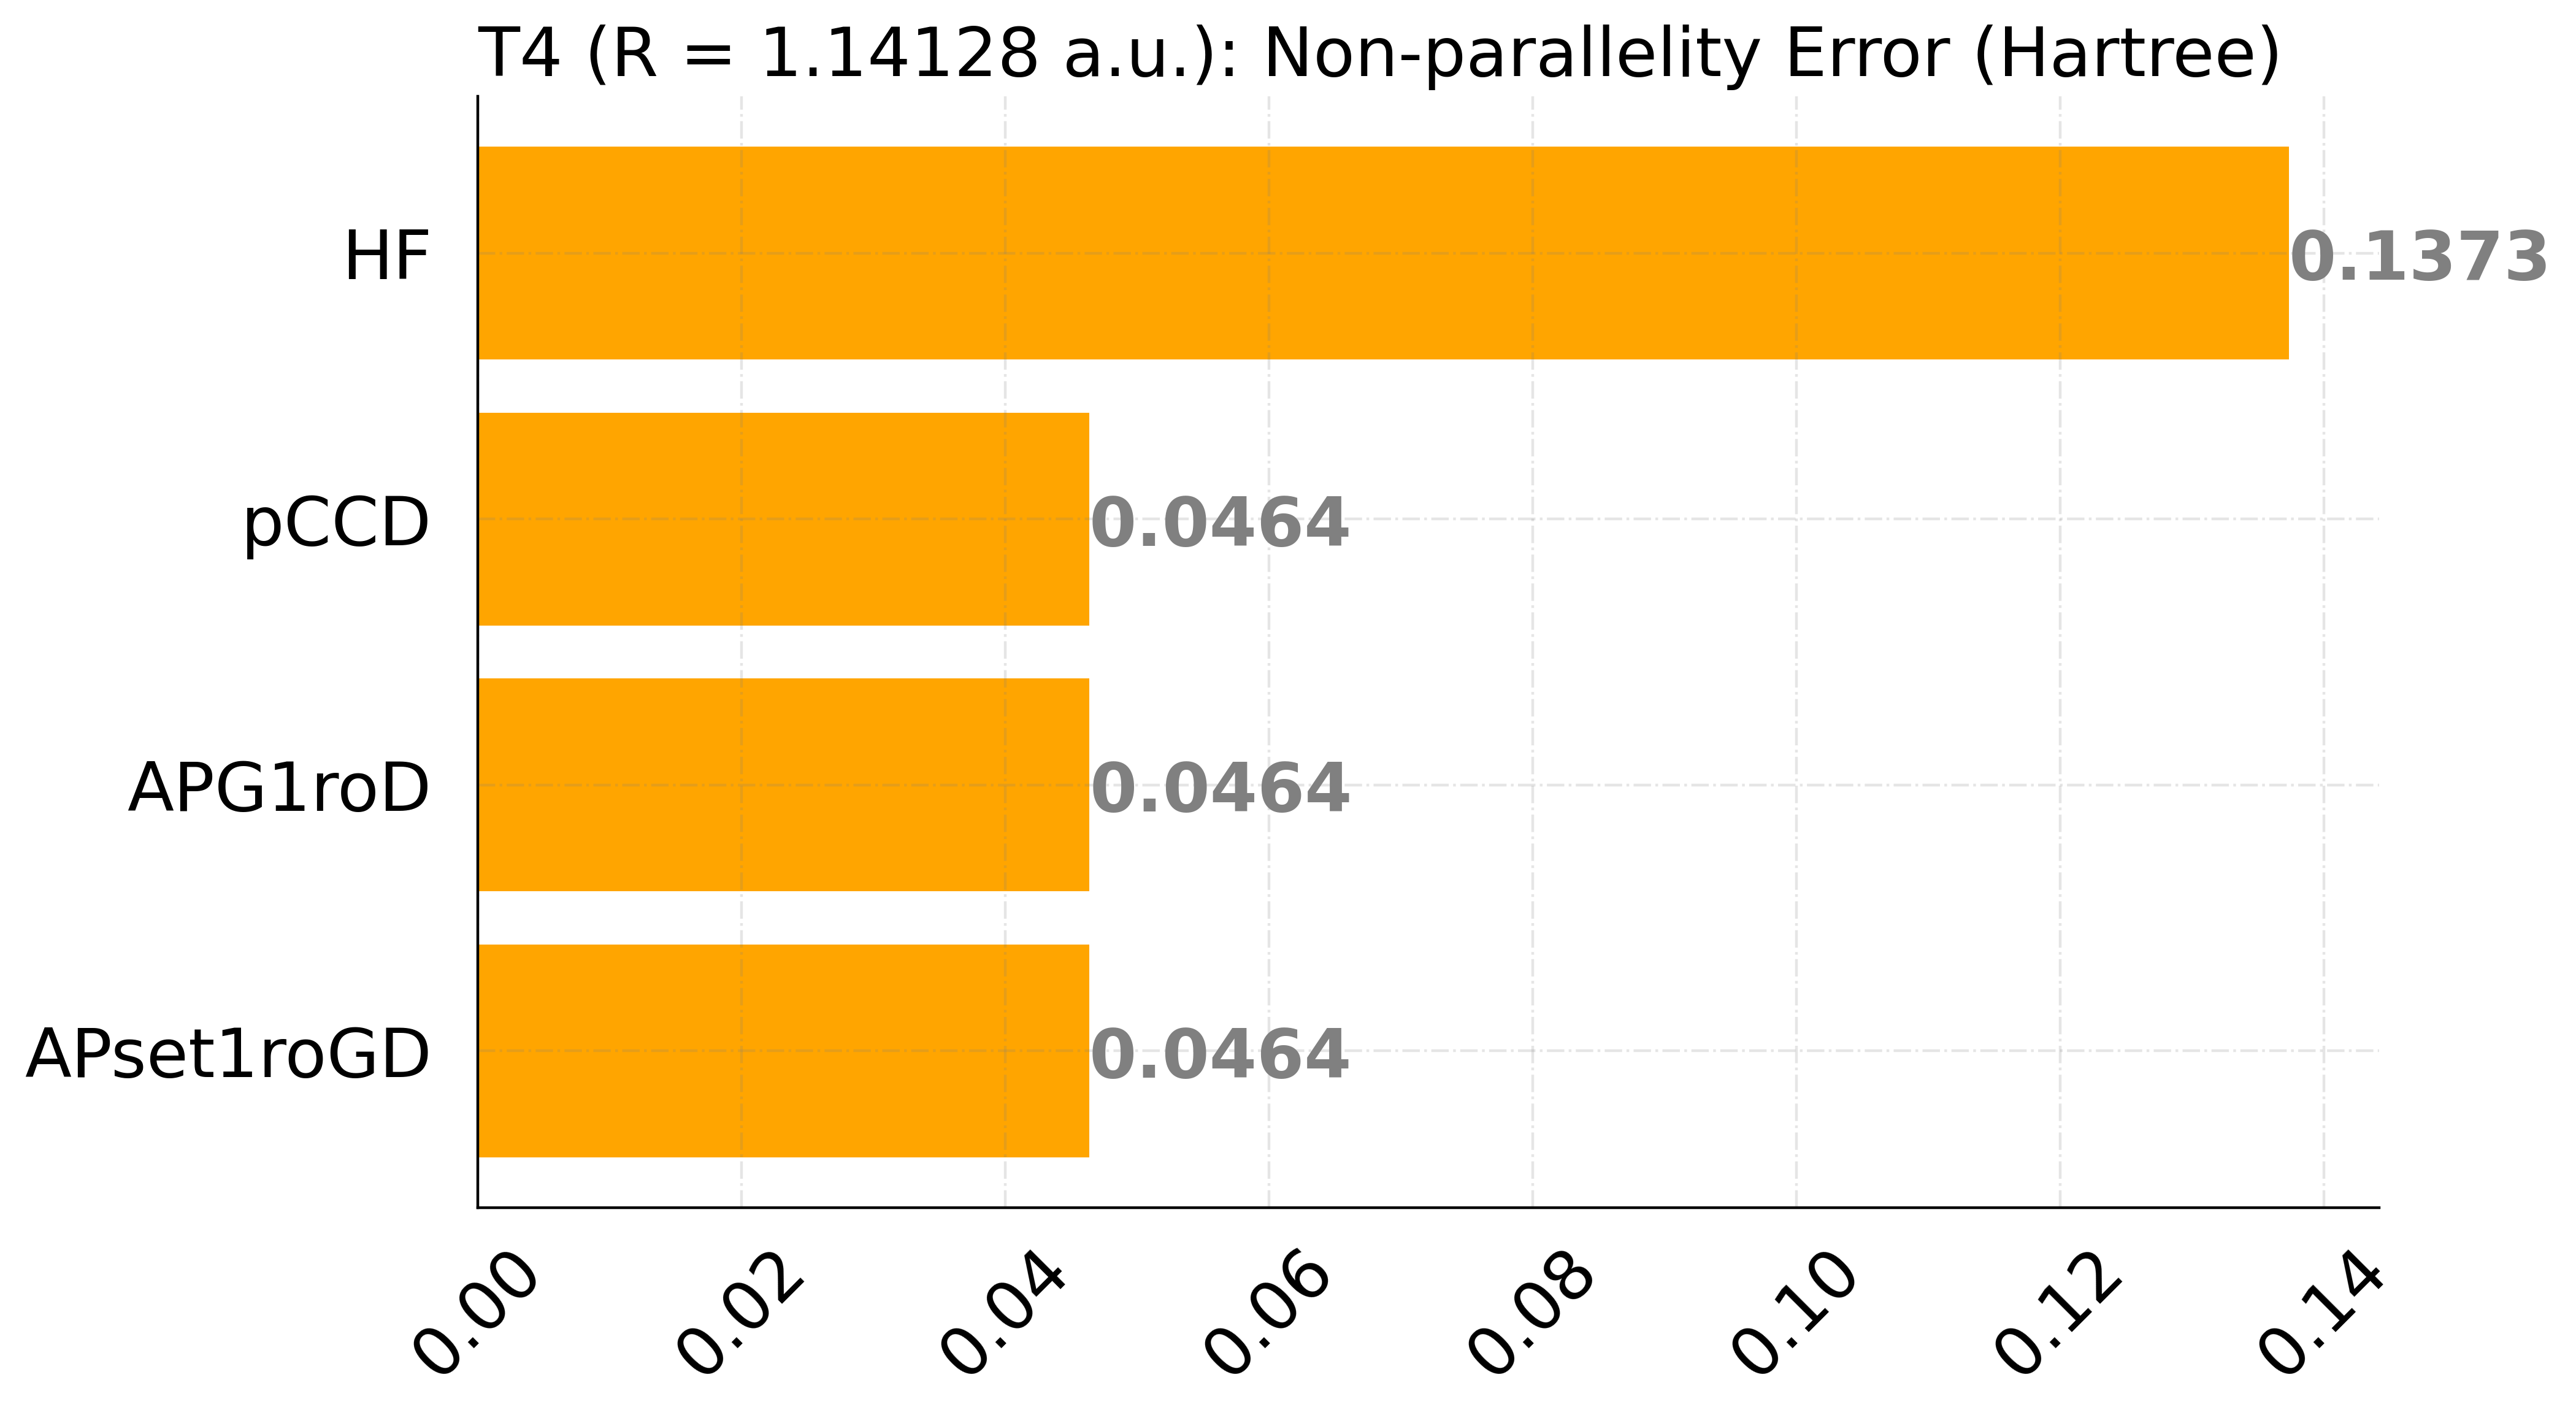 T4 (R = 1.14128 a.u.): Non-parallelity Error (Hartree)
HF
0.1373
pCCD
0.0464
APG1roD
0.0464
APset1roGD
0.0464
0.00
0.02
0.04
0.06
0.08
0.10
0.12
0.14